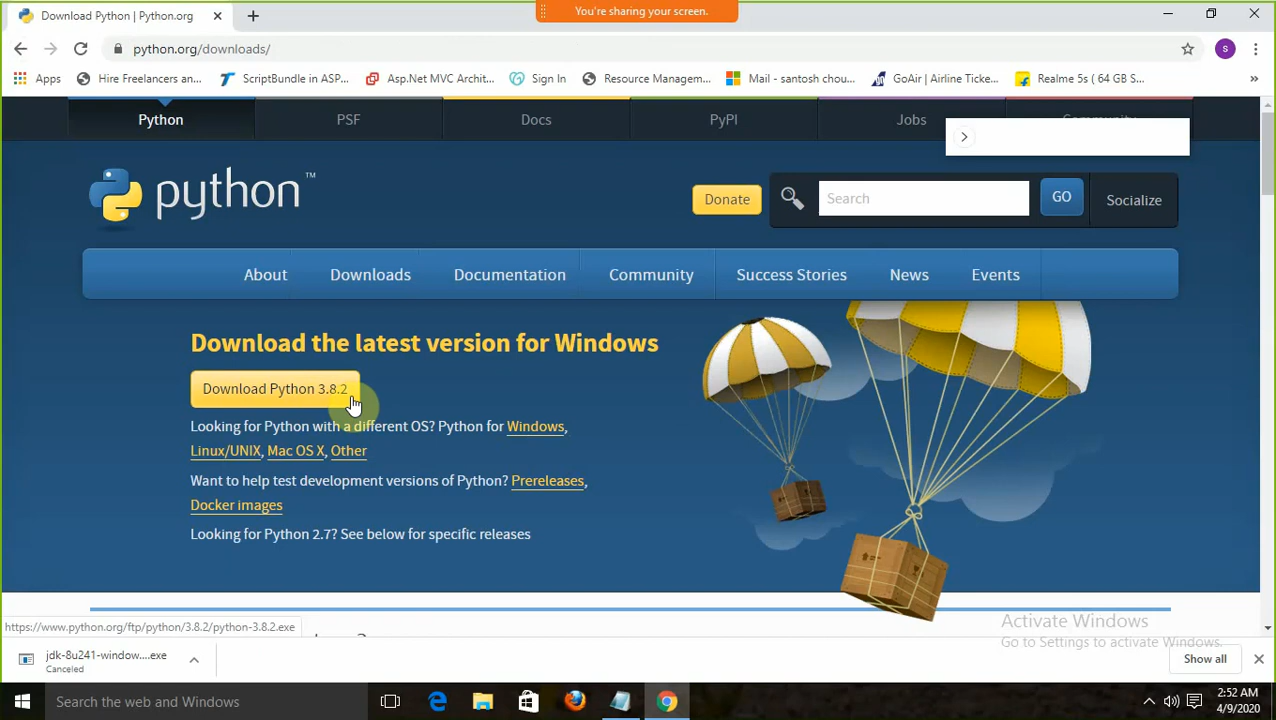 You're sharing your screen.
Download Python | Python.org
python.org/downloads/
s
Apps
Hire Freelancers an...
ScriptBundle in ASP...
Asp.Net MVC Archit...
Sign In
Resource Managem...
Mail - santosh chou...
GoAir | Airline Ticke...
Realme 5s ( 64 GB S...
»
Python
PSF
Docs
PyPI
Jobs
Community
python™
Donate
Search
GO
Socialize
About
Downloads
Documentation
Community
Success Stories
News
Events
Download the latest version for Windows
Download Python 3.8.2
Looking for Python with a different OS? Python for Windows,
Linux/UNIX, Mac OS X, Other
Want to help test development versions of Python? Prereleases,
Docker images
Looking for Python 2.7? See below for specific releases
Activate Windows
Go to Settings to activate Windows.
https://www.python.org/ftp/python/3.8.2/python-3.8.2.exe
jdk-8u241-window....exe
Canceled
Show all
Search the web and Windows
2:52 AM
4/9/2020